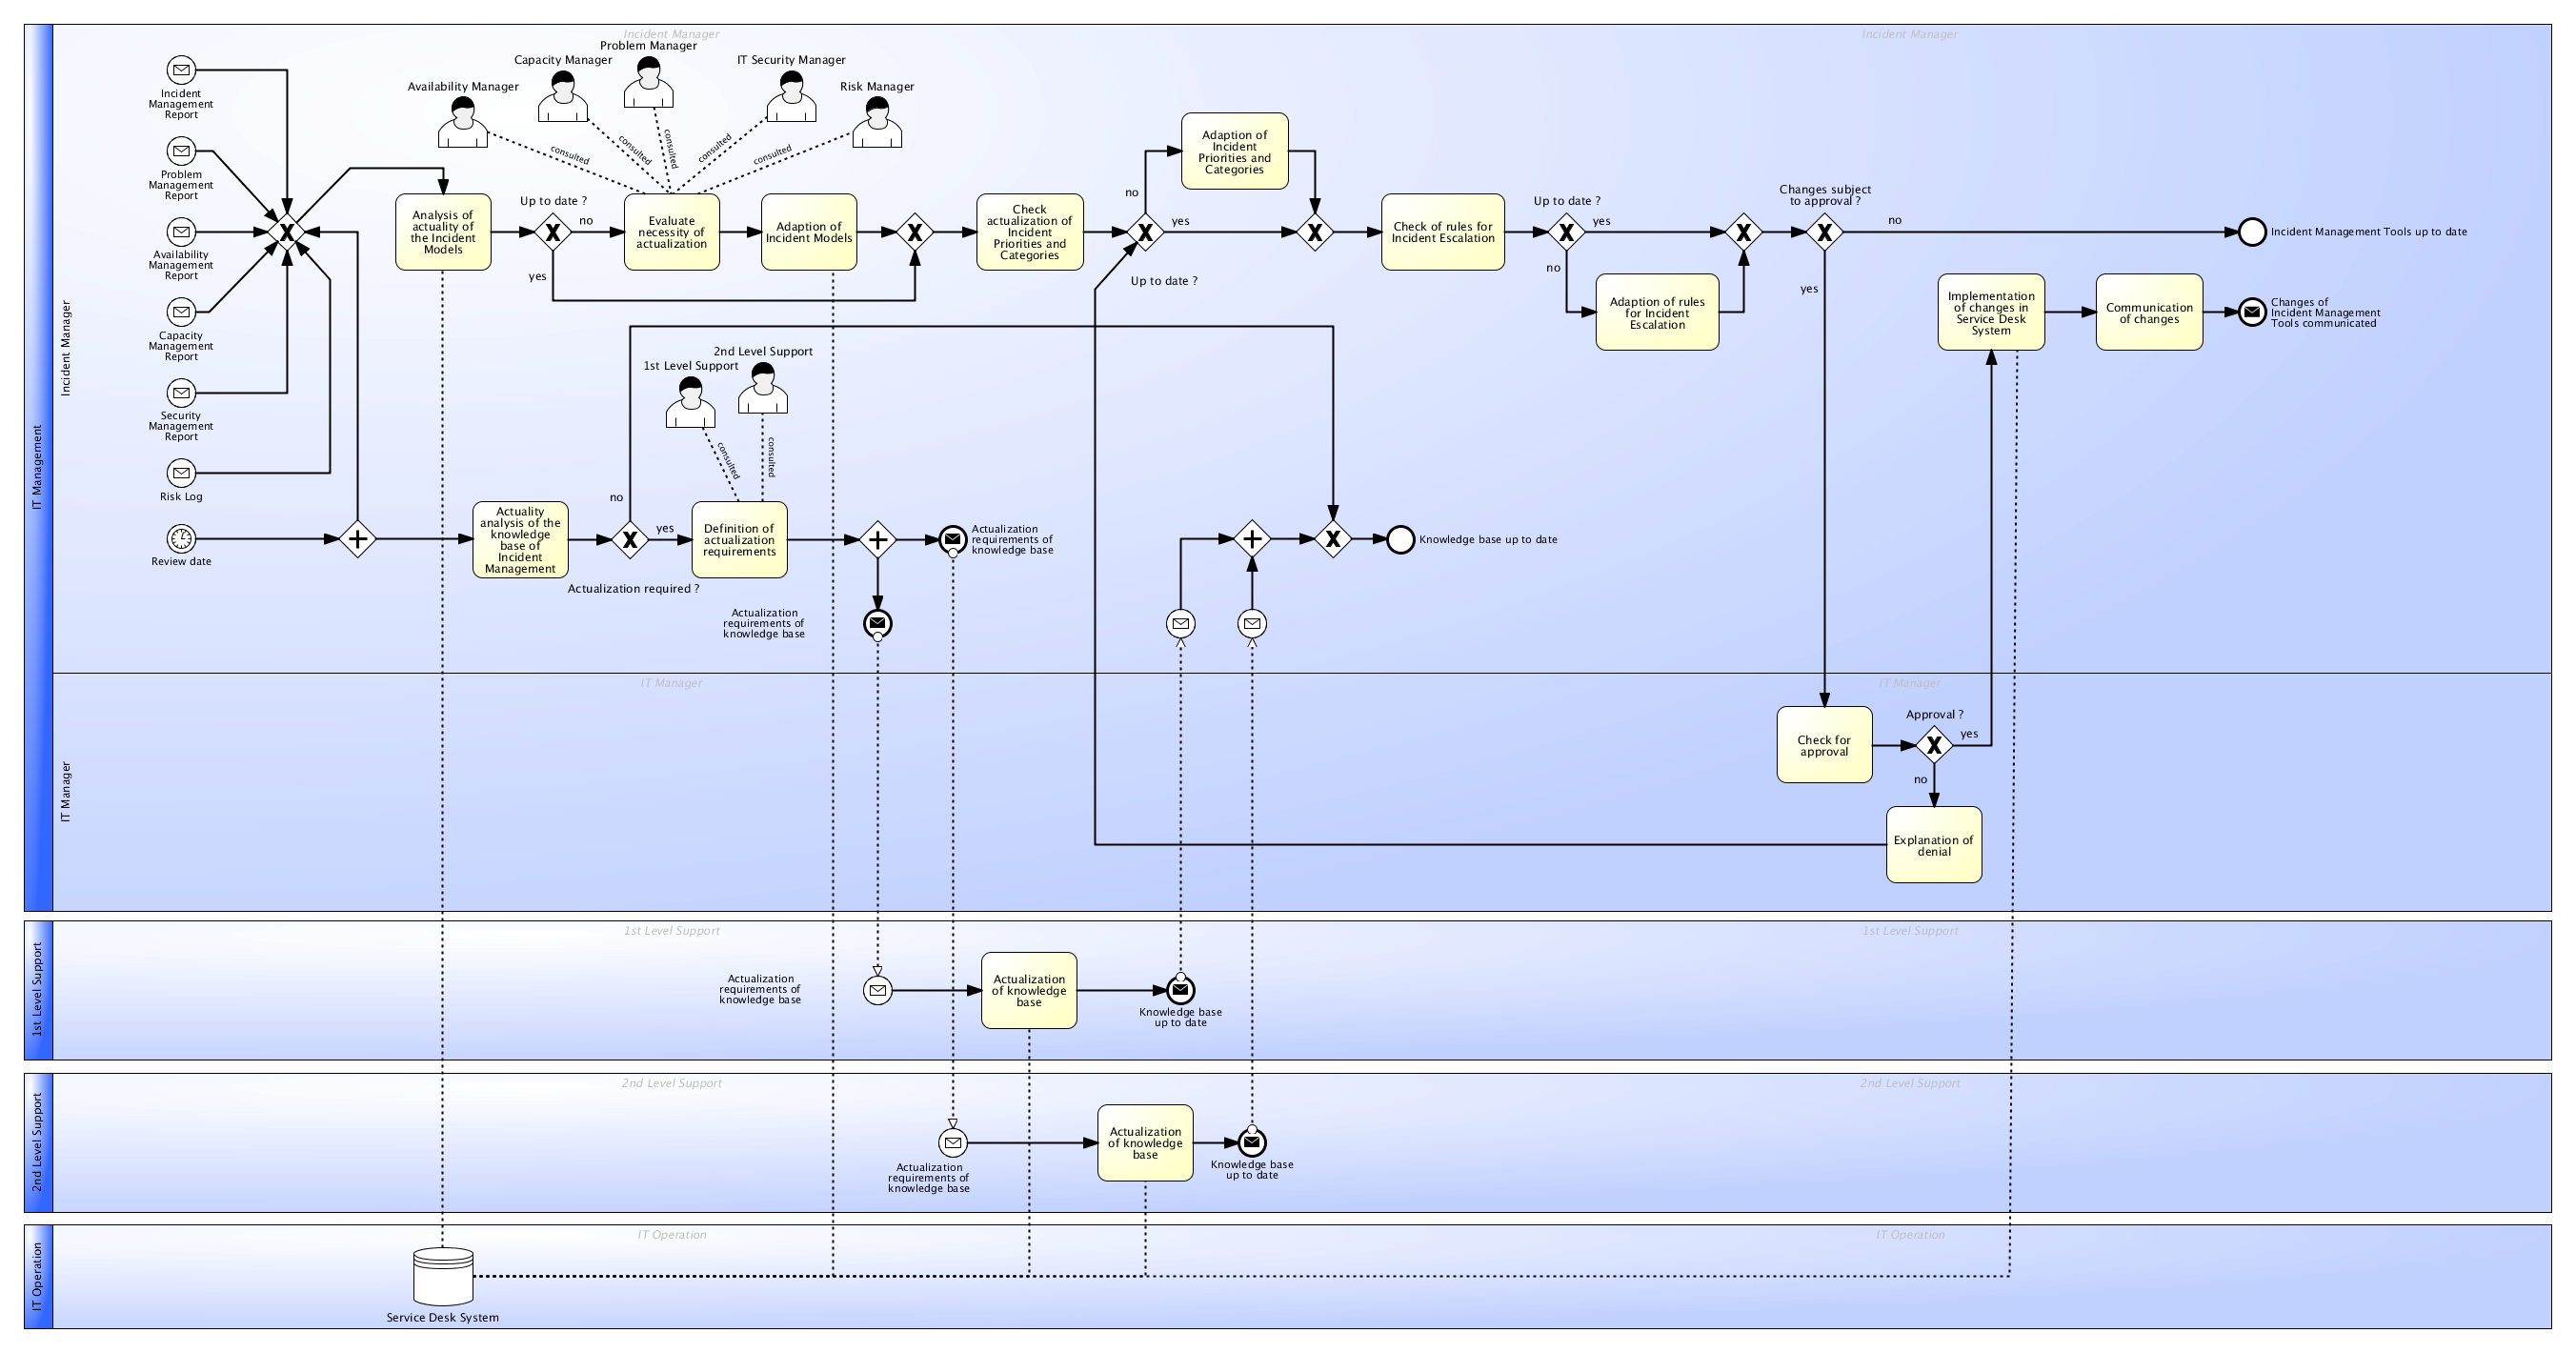 Incident Manager
Incident Manager
Problem Manager
Capacity Manager
IT Security Manager
Availability Manager
Risk Manager
Incident
Management
Report
Problem
Management
Report
Availability
Management
Report
Capacity
Management
Report
Security
Management
Report
Risk Log
Review date
consulted
consulted
consulted
consulted
consulted
Analysis of
actuality of
the Incident
Models
Up to date ?
no
yes
Evaluate
necessity of
actualization
Adaption of
Incident Models
Check
actualization of
Incident
Priorities and
Categories
no
yes
Up to date ?
Adaption of
Incident
Priorities and
Categories
Check of rules for
Incident Escalation
Up to date ?
yes
no
Adaption of rules
for Incident
Escalation
Changes subject
to approval ?
no
yes
Incident Management Tools up to date
Implementation
of changes in
Service Desk
System
Communication
of changes
Changes of
Incident Management
Tools communicated
2nd Level Support
1st Level Support
consulted
consulted
Actuality
analysis of the
knowledge
base of
Incident
Management
no
yes
Actualization required ?
Definition of
actualization
requirements
Actualization
requirements of
knowledge base
Actualization
requirements of
knowledge base
Knowledge base up to date
IT Management
Incident Manager
IT Manager
IT Manager
IT Manager
Check for
approval
Approval ?
yes
no
Explanation of
denial
1st Level Support
1st Level Support
1st Level Support
Actualization
requirements of
knowledge base
Actualization
of knowledge
base
Knowledge base
up to date
2nd Level Support
2nd Level Support
2nd Level Support
Actualization
requirements of
knowledge base
Actualization
of knowledge
base
Knowledge base
up to date
IT Operation
IT Operation
IT Operation
Service Desk System